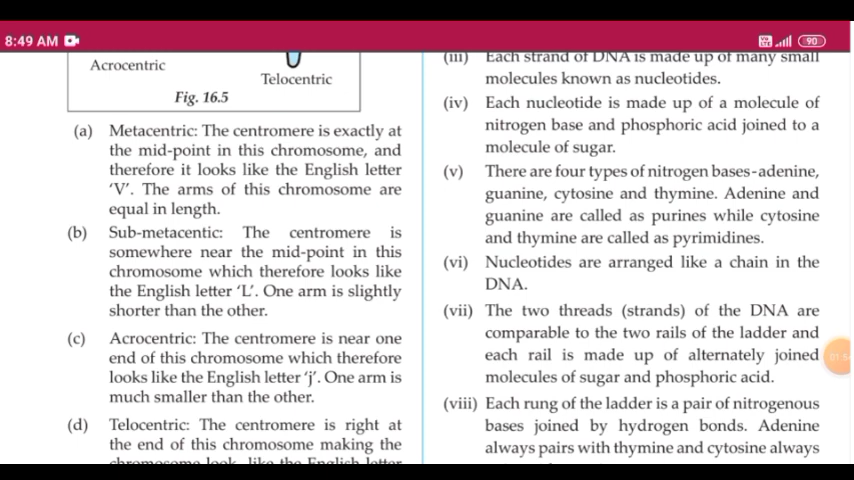 8:49 AM
Vo LTE 90
Acrocentric
Telocentric
Fig. 16.5
(a) Metacentric: The centromere is exactly at
the mid-point in this chromosome, and
therefore it looks like the English letter
'V'. The arms of this chromosome are
equal in length.
(b) Sub-metacentic: The centromere is
somewhere near the mid-point in this
chromosome which therefore looks like
the English letter 'L'. One arm is slightly
shorter than the other.
(c) Acrocentric: The centromere is near one
end of this chromosome which therefore
looks like the English letter 'j'. One arm is
much smaller than the other.
(d) Telocentric: The centromere is right at
the end of this chromosome making the
chromosome look like the English letter
(iii) Each strand of DNA is made up of many small
molecules known as nucleotides.
(iv) Each nucleotide is made up of a molecule of
nitrogen base and phosphoric acid joined to a
molecule of sugar.
(v) There are four types of nitrogen bases-adenine,
guanine, cytosine and thymine. Adenine and
guanine are called as purines while cytosine
and thymine are called as pyrimidines.
(vi) Nucleotides are arranged like a chain in the
DNA.
(vii) The two threads (strands) of the DNA are
comparable to the two rails of the ladder and
each rail is made up of alternately joined
molecules of sugar and phosphoric acid.
(viii) Each rung of the ladder is a pair of nitrogenous
bases joined by hydrogen bonds. Adenine
always pairs with thymine and cytosine always